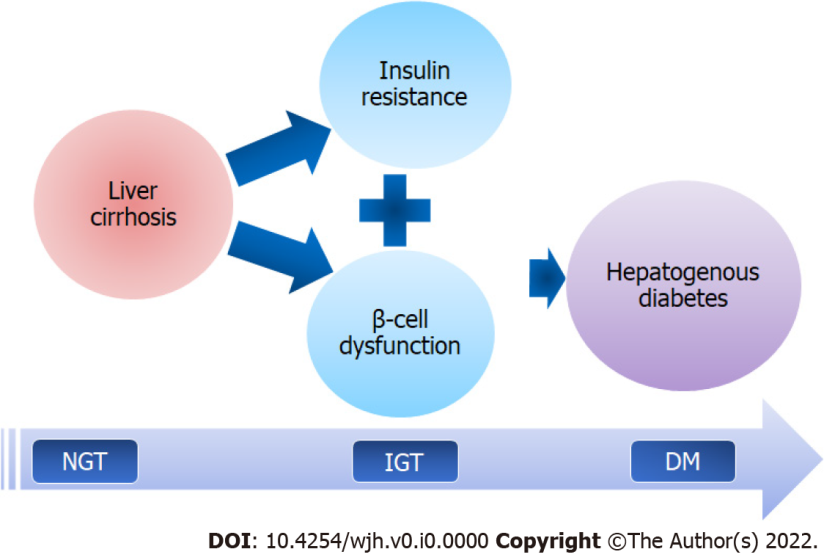 Insulin
resistance
Liver
cirrhosis
β-cell
dysfunction
Hepatogenous
diabetes
NGT
IGT
DM
DOI: 10.4254/wjh.v0.i0.0000 Copyright ©The Author(s) 2022.